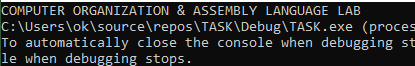 COMPUTER ORGANIZATION & ASSEMBLY LANGUAGE LAB
C:\Users\ok\source\repos\TASK\Debug\TASK.exe (proces
To automatically close the console when debugging st
le when debugging stops.